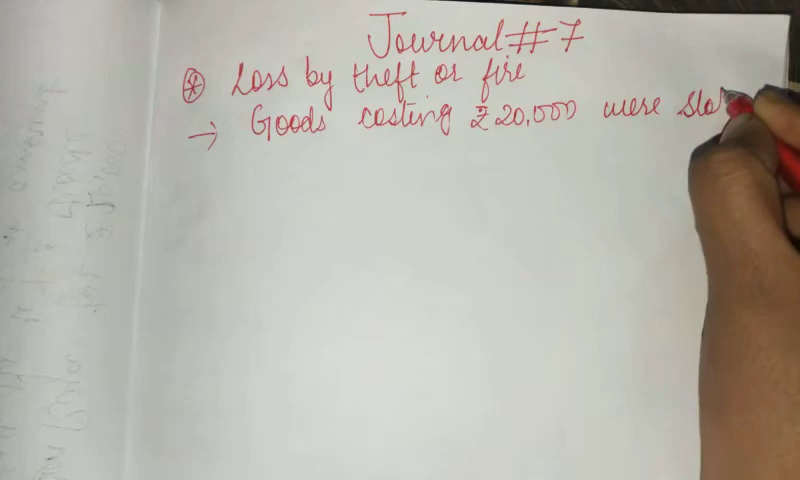 Journal #7
⊛ Loss by theft or fire
→ Goods costing ₹20,000 were